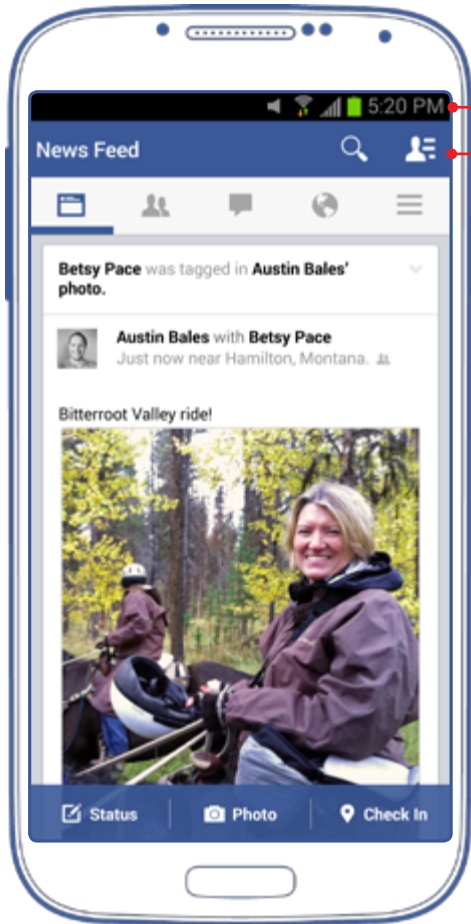 5:20 PM
News Feed
Betsy Pace was tagged in Austin Bales'
photo.
Austin Bales with Betsy Pace
Just now near Hamilton, Montana.
Bitterroot Valley ride!
Status Photo Check In